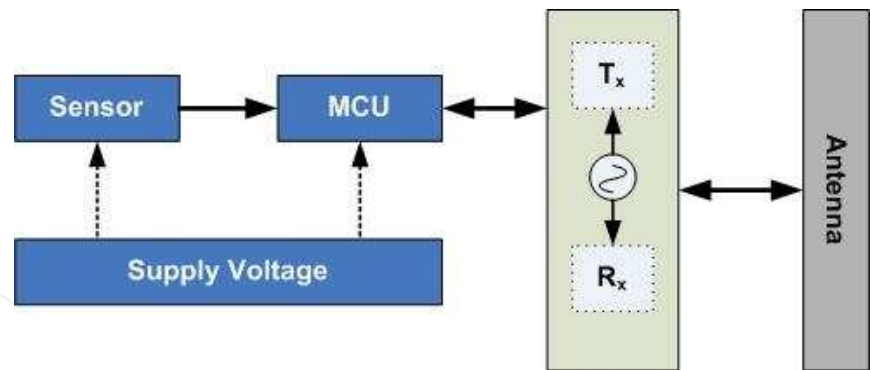 Sensor
MCU
Supply Voltage
Tx
Rx
Antenna